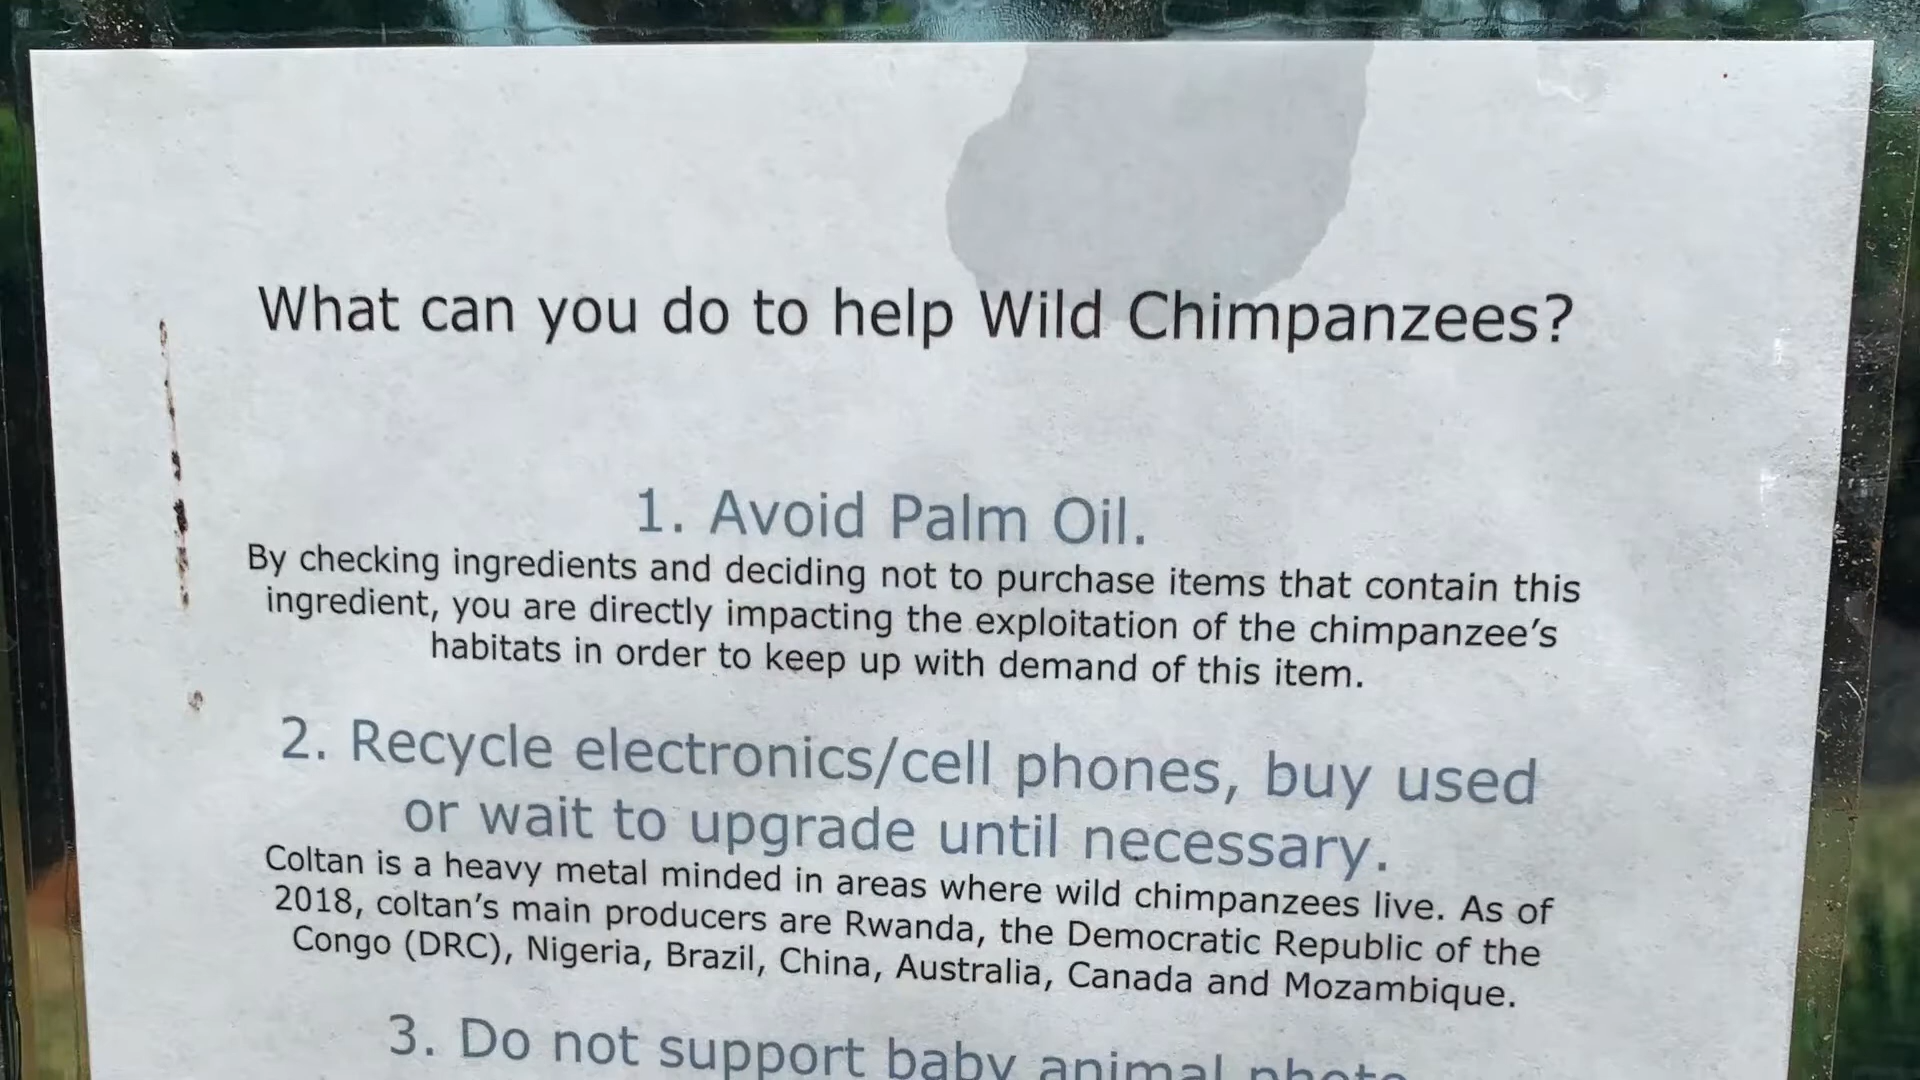 What can you do to help Wild Chimpanzees?
1. Avoid Palm Oil.
By checking ingredients and deciding not to purchase items that contain this
ingredient, you are directly impacting the exploitation of the chimpanzee’s
habitats in order to keep up with demand of this item.
2. Recycle electronics/cell phones, buy used
or wait to upgrade until necessary.
Coltan is a heavy metal minded in areas where wild chimpanzees live. As of
2018, coltan’s main producers are Rwanda, the Democratic Republic of the
Congo (DRC), Nigeria, Brazil, China, Australia, Canada and Mozambique.
3. Do not support baby animal photo